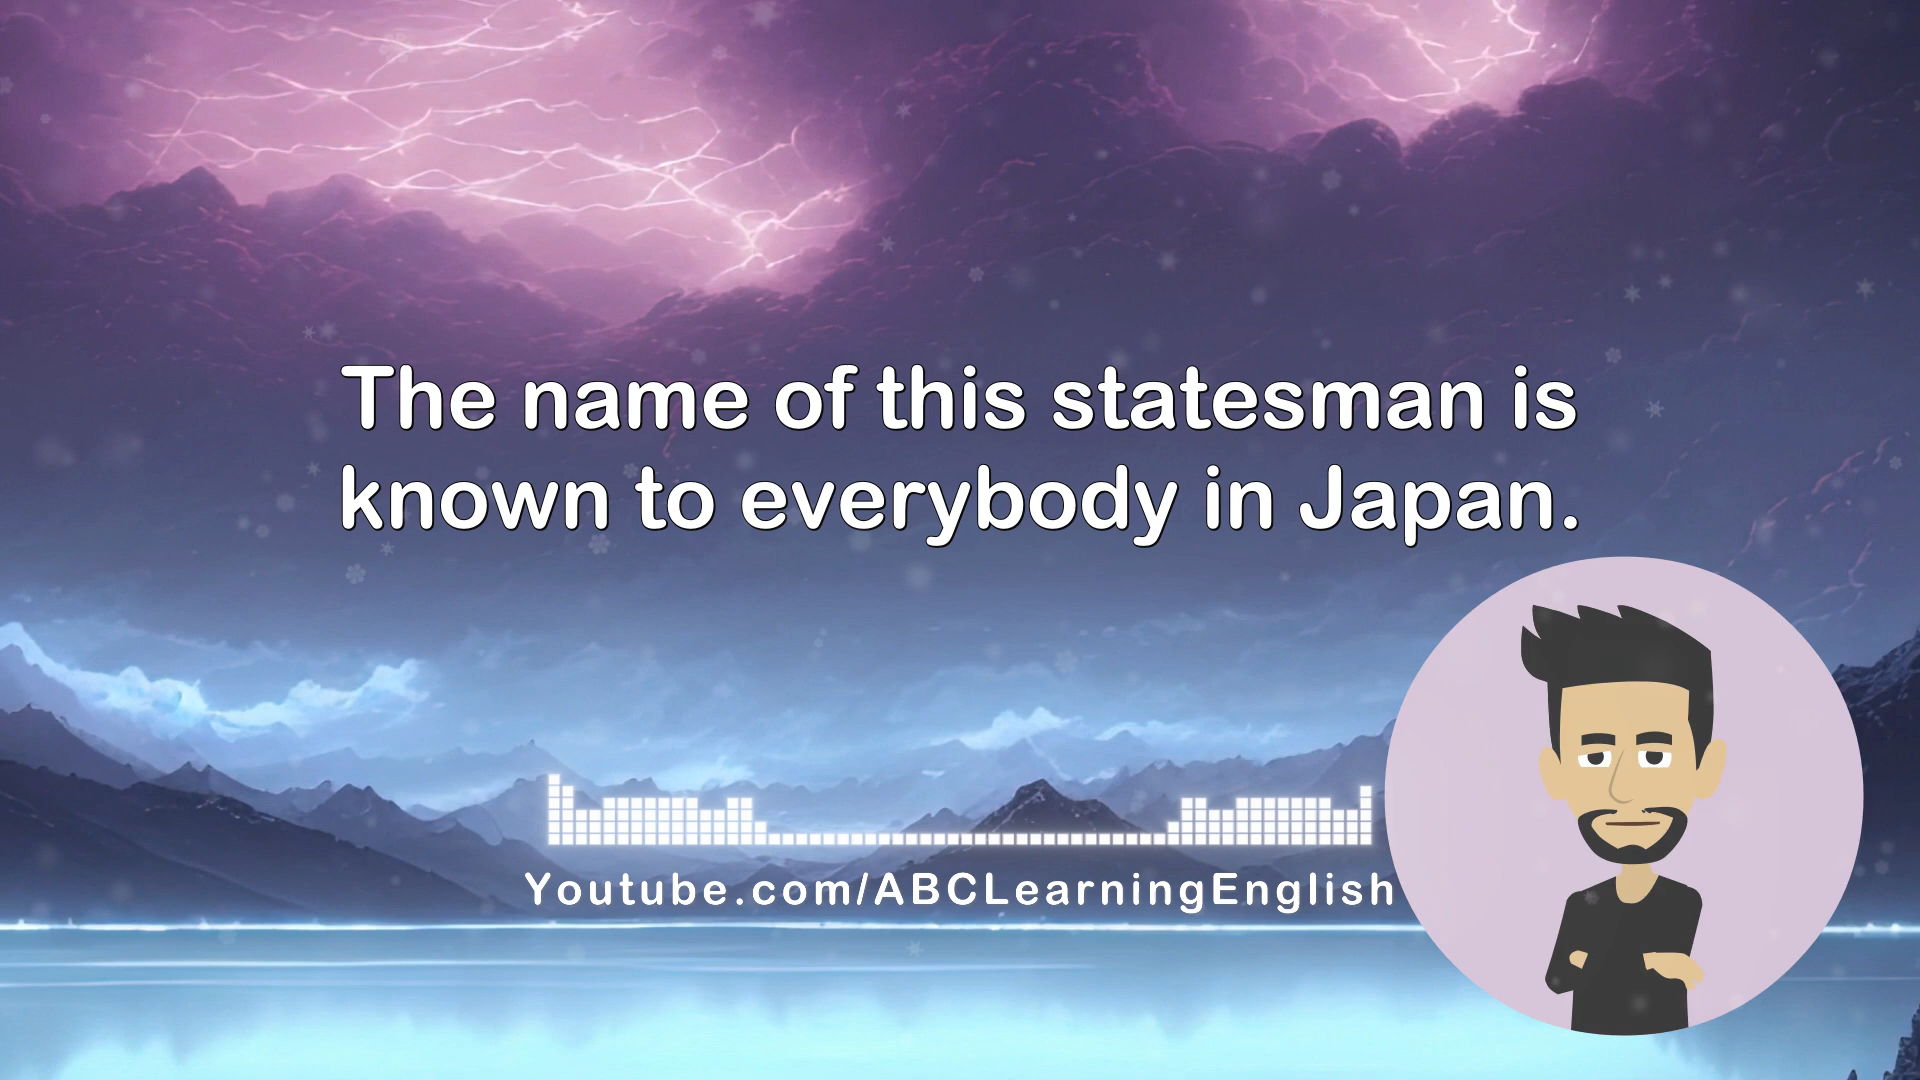 The name of this statesman is
known to everybody in Japan.
Youtube.com/ABCLearningEnglish